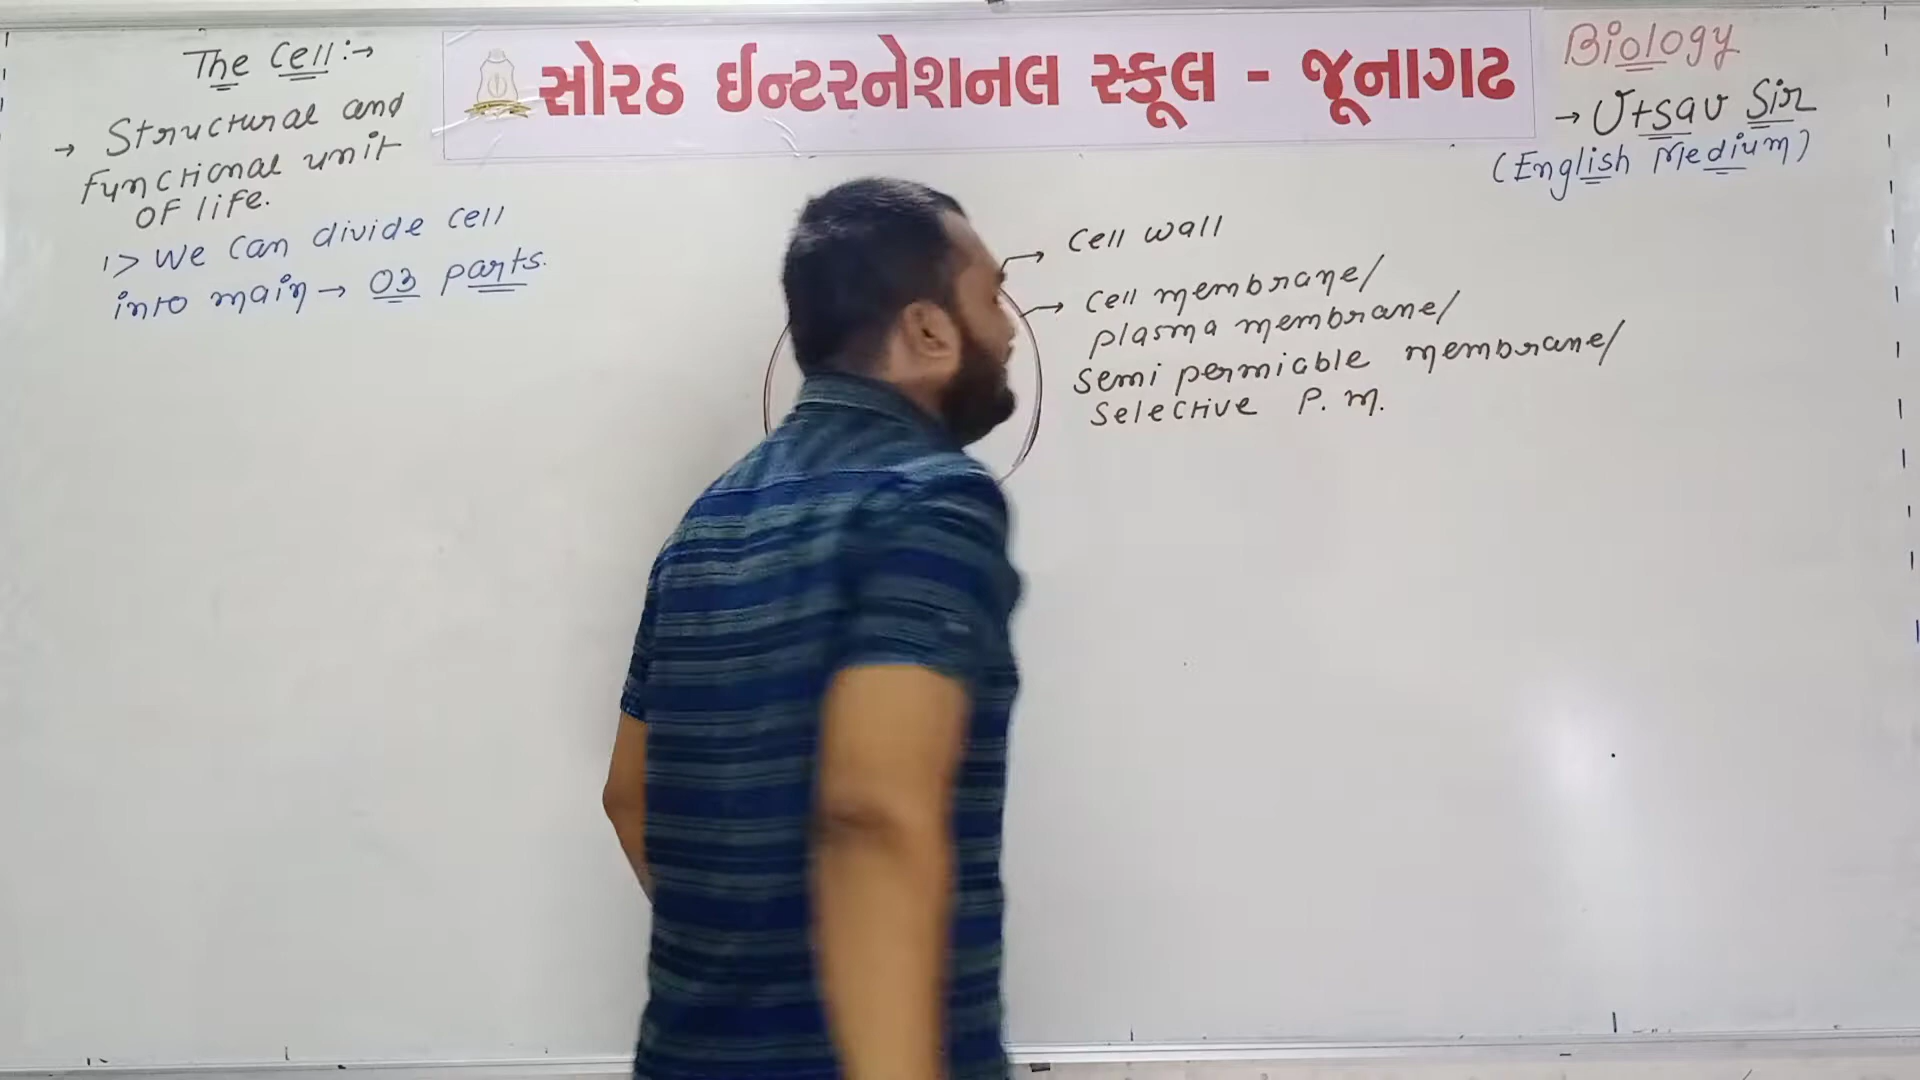 The Cell:→
→ Structural and
Functional unit
OF life.
1> We can divide cell
into main → 03 parts.
સોરઠ ઈન્ટરનેશનલ સ્કૂલ - જૂનાગઢ
Biology
→ Utsav Sir
(English Medium)
→ Cell wall
→ Cell membrane/
plasma membrane/
Semi permiable membrane/
Selective P. M.